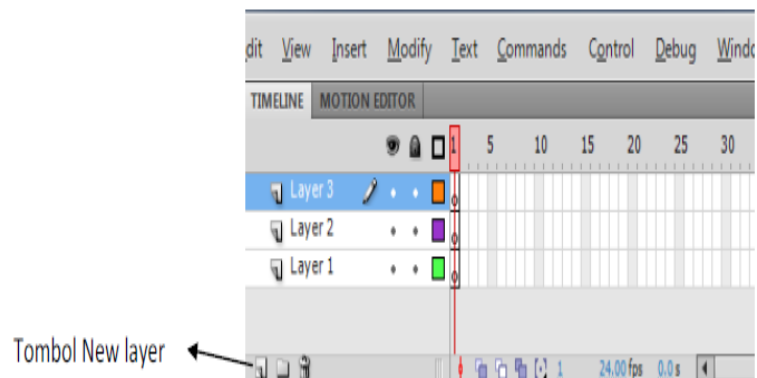 dit View Insert Modify Text Commands Control Debug Windo
TIMELINE MOTION EDITOR
1 5 10 15 20 25 30
Layer 3
Layer 2
Layer 1
Tombol New layer
1 24.00 fps 0.0 s